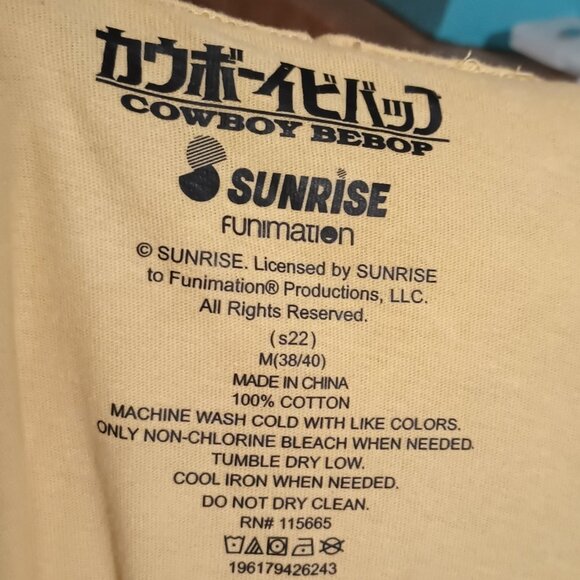 カウボーイビバップ
COWBOY BEBOP
SUNRISE
FUNIMATION
© SUNRISE. Licensed by SUNRISE
to Funimation® Productions, LLC.
All Rights Reserved.
(s22)
M(38/40)
MADE IN CHINA
100% COTTON
MACHINE WASH COLD WITH LIKE COLORS.
ONLY NON-CHLORINE BLEACH WHEN NEEDED.
TUMBLE DRY LOW.
COOL IRON WHEN NEEDED.
DO NOT DRY CLEAN.
RN# 115665
196179426243